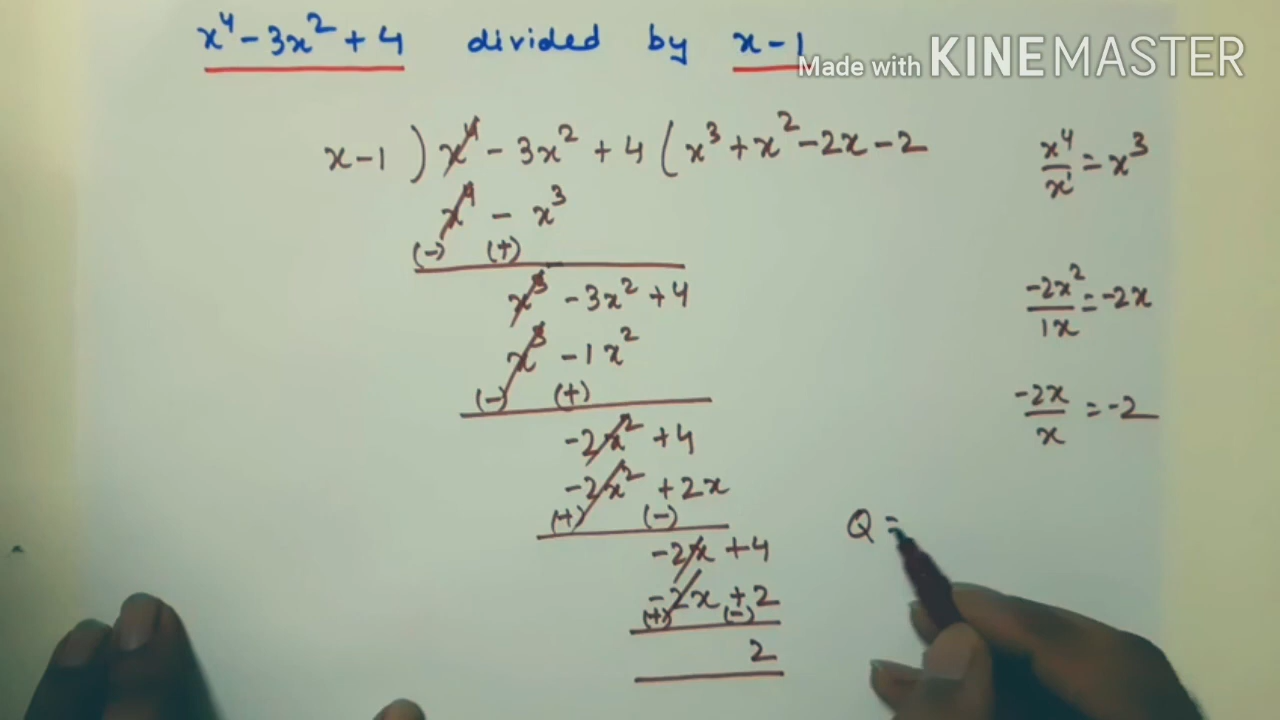 x⁴ - 3x² + 4 divided by x - 1
Made with KINEMASTER
x - 1 ) x⁴ - 3x² + 4 ( x³ + x² - 2x - 2
x⁴ - x³
(-) (+)
x³ - 3x² + 4
x³ - 1x²
(-) (+)
-2x² + 4
-2x² + 2x
(+) (-)
-2x + 4
-2x + 2
(+) (-)
2
x⁴/x¹ = x³
-2x²/1x = -2x
-2x/x = -2
Q =